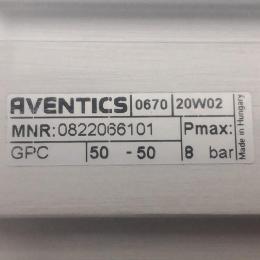 AVENTICS 0670 20W02
MNR:0822066101 Pmax:
GPC 50 - 50 8 bar
Made in Hungary